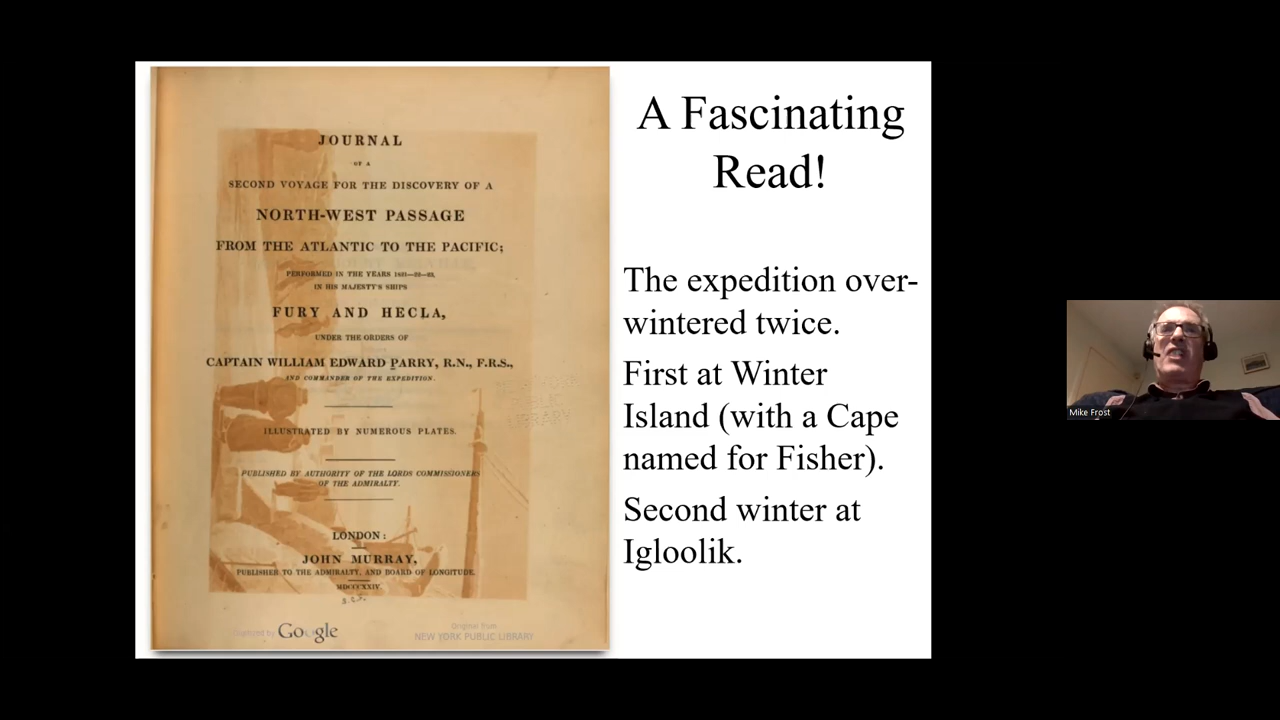 JOURNAL
OF A
SECOND VOYAGE FOR THE DISCOVERY OF A
NORTH-WEST PASSAGE
FROM THE ATLANTIC TO THE PACIFIC;
PERFORMED IN THE YEARS 1821—22—23,
IN HIS MAJESTY'S SHIPS
FURY AND HECLA,
UNDER THE ORDERS OF
CAPTAIN WILLIAM EDWARD PARRY, R.N., F.R.S.,
AND COMMANDER OF THE EXPEDITION.
ILLUSTRATED BY NUMEROUS PLATES.
PUBLISHED BY AUTHORITY OF THE LORDS COMMISSIONERS
OF THE ADMIRALTY.
LONDON:
JOHN MURRAY,
PUBLISHER TO THE ADMIRALTY, AND BOARD OF LONGITUDE.
MDCCCXXIV.
Digitized by Google
Original from
NEW YORK PUBLIC LIBRARY
A Fascinating
Read!
The expedition over-
wintered twice.
First at Winter
Island (with a Cape
named for Fisher).
Second winter at
Igloolik.
Mike Frost